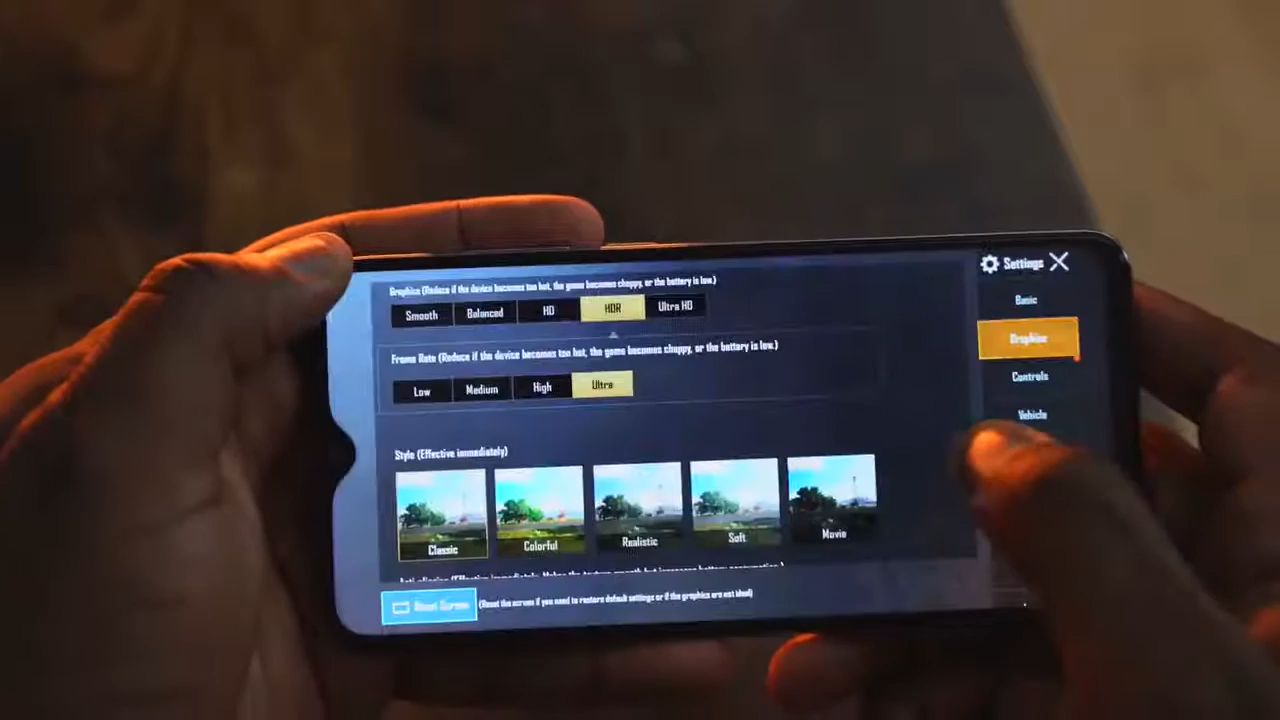 Settings
Graphics (Reduce if the device becomes too hot, the game becomes choppy, or the battery is low.)
Smooth Balanced HD HDR Ultra HD
Frame Rate (Reduce if the device becomes too hot, the game becomes choppy, or the battery is low.)
Low Medium High Ultra
Style (Effective immediately)
Classic Colorful Realistic Soft Movie
Reset Screen (Reset the screen if you need to restore default settings or if the graphics are not ideal)
Basic
Graphics
Controls
Vehicle